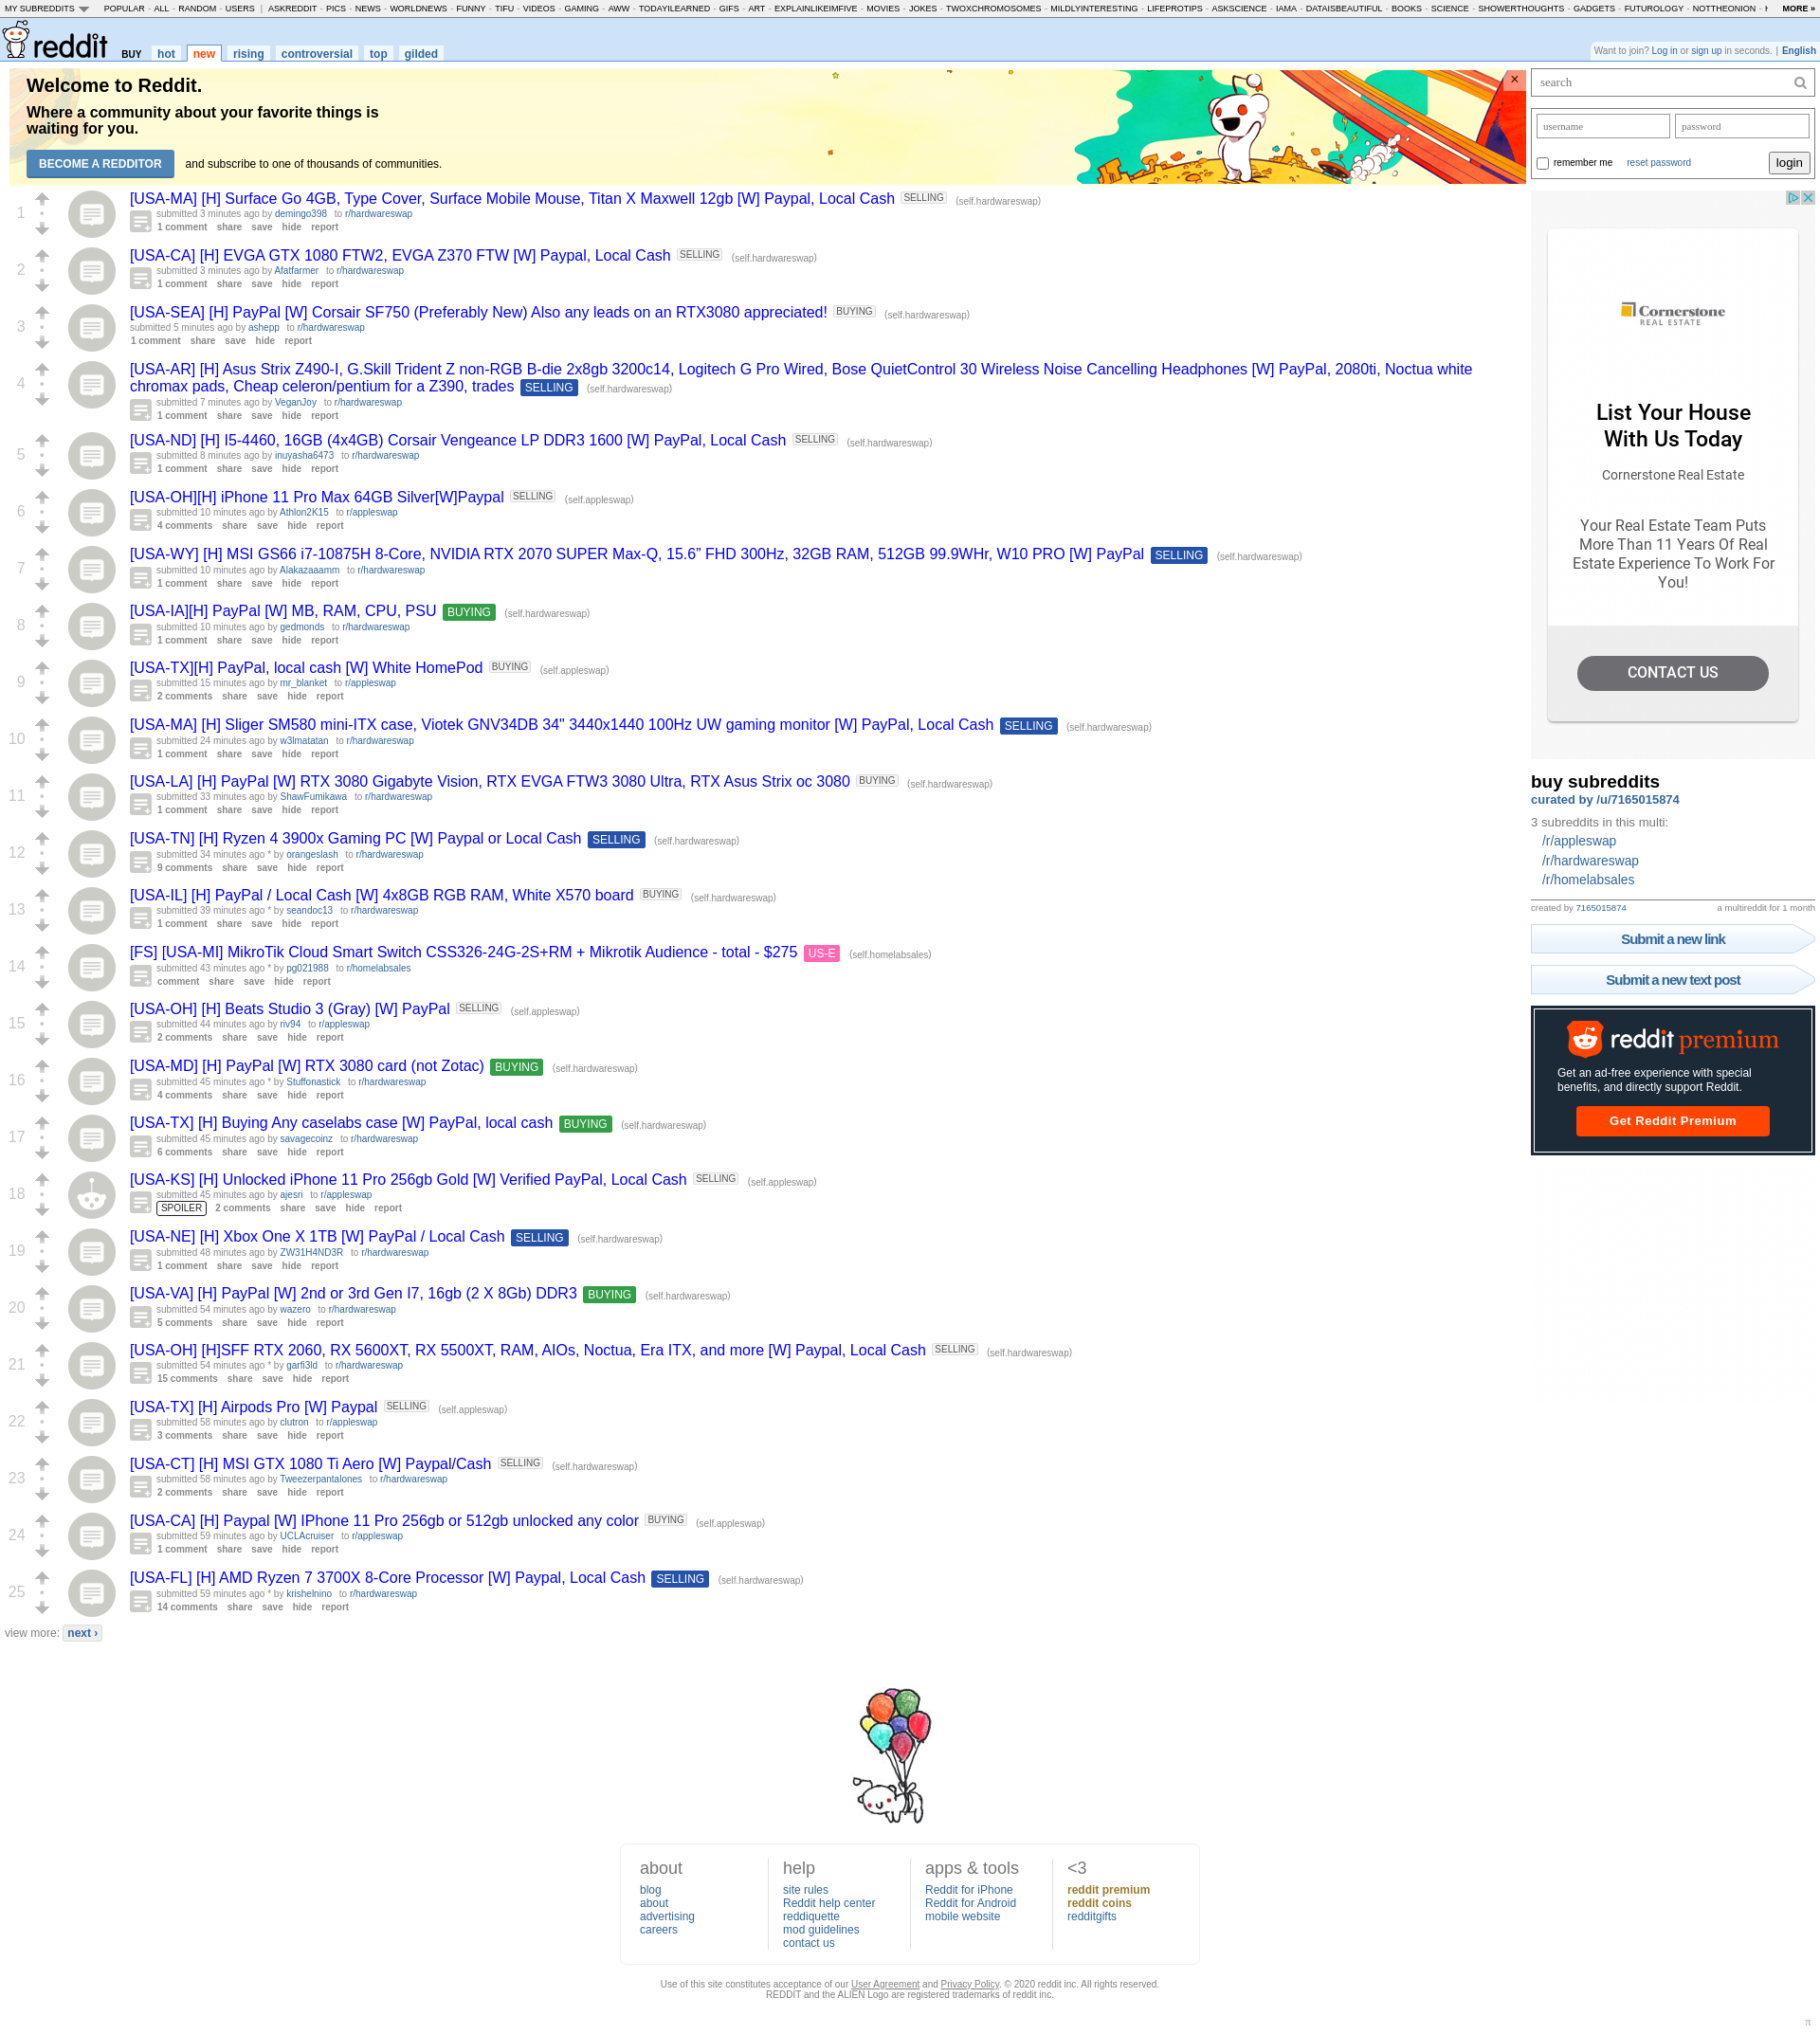 MY SUBREDDITS POPULAR - ALL - RANDOM - USERS | ASKREDDIT - PICS - NEWS - WORLDNEWS - FUNNY - TIFU - VIDEOS - GAMING - AWW - TODAYILEARNED - GIFS - ART - EXPLAINLIKEIMFIVE - MOVIES - JOKES - TWOXCHROMOSOMES - MILDLYINTERESTING - LIFEPROTIPS - ASKSCIENCE - IAMA - DATAISBEAUTIFUL - BOOKS - SCIENCE - SHOWERTHOUGHTS - GADGETS - FUTUROLOGY - NOTTHEONION - MORE »
reddit BUY hot new rising controversial top gilded
Want to join? Log in or sign up in seconds. | English
Welcome to Reddit.
Where a community about your favorite things is
waiting for you.
BECOME A REDDITOR and subscribe to one of thousands of communities.
×
1
[USA-MA] [H] Surface Go 4GB, Type Cover, Surface Mobile Mouse, Titan X Maxwell 12gb [W] Paypal, Local Cash SELLING (self.hardwareswap)
submitted 3 minutes ago by demingo398 to r/hardwareswap
1 comment share save hide report
2
[USA-CA] [H] EVGA GTX 1080 FTW2, EVGA Z370 FTW [W] Paypal, Local Cash SELLING (self.hardwareswap)
submitted 3 minutes ago by Afatfarmer to r/hardwareswap
1 comment share save hide report
3
[USA-SEA] [H] PayPal [W] Corsair SF750 (Preferably New) Also any leads on an RTX3080 appreciated! BUYING (self.hardwareswap)
submitted 5 minutes ago by ashepp to r/hardwareswap
1 comment share save hide report
4
[USA-AR] [H] Asus Strix Z490-I, G.Skill Trident Z non-RGB B-die 2x8gb 3200c14, Logitech G Pro Wired, Bose QuietControl 30 Wireless Noise Cancelling Headphones [W] PayPal, 2080ti, Noctua white
chromax pads, Cheap celeron/pentium for a Z390, trades SELLING (self.hardwareswap)
submitted 7 minutes ago by VeganJoy to r/hardwareswap
1 comment share save hide report
5
[USA-ND] [H] I5-4460, 16GB (4x4GB) Corsair Vengeance LP DDR3 1600 [W] PayPal, Local Cash SELLING (self.hardwareswap)
submitted 8 minutes ago by inuyasha6473 to r/hardwareswap
1 comment share save hide report
6
[USA-OH][H] iPhone 11 Pro Max 64GB Silver[W]Paypal SELLING (self.appleswap)
submitted 10 minutes ago by Athlon2K15 to r/appleswap
4 comments share save hide report
7
[USA-WY] [H] MSI GS66 i7-10875H 8-Core, NVIDIA RTX 2070 SUPER Max-Q, 15.6” FHD 300Hz, 32GB RAM, 512GB 99.9WHr, W10 PRO [W] PayPal SELLING (self.hardwareswap)
submitted 10 minutes ago by Alakazaaamm to r/hardwareswap
1 comment share save hide report
8
[USA-IA][H] PayPal [W] MB, RAM, CPU, PSU BUYING (self.hardwareswap)
submitted 10 minutes ago by gedmonds to r/hardwareswap
1 comment share save hide report
9
[USA-TX][H] PayPal, local cash [W] White HomePod BUYING (self.appleswap)
submitted 15 minutes ago by mr_blanket to r/appleswap
2 comments share save hide report
10
[USA-MA] [H] Sliger SM580 mini-ITX case, Viotek GNV34DB 34" 3440x1440 100Hz UW gaming monitor [W] PayPal, Local Cash SELLING (self.hardwareswap)
submitted 24 minutes ago by w3lmatatan to r/hardwareswap
1 comment share save hide report
11
[USA-LA] [H] PayPal [W] RTX 3080 Gigabyte Vision, RTX EVGA FTW3 3080 Ultra, RTX Asus Strix oc 3080 BUYING (self.hardwareswap)
submitted 33 minutes ago by ShawFumikawa to r/hardwareswap
1 comment share save hide report
12
[USA-TN] [H] Ryzen 4 3900x Gaming PC [W] Paypal or Local Cash SELLING (self.hardwareswap)
submitted 34 minutes ago * by orangeslash to r/hardwareswap
9 comments share save hide report
13
[USA-IL] [H] PayPal / Local Cash [W] 4x8GB RGB RAM, White X570 board BUYING (self.hardwareswap)
submitted 39 minutes ago * by seandoc13 to r/hardwareswap
1 comment share save hide report
14
[FS] [USA-MI] MikroTik Cloud Smart Switch CSS326-24G-2S+RM + Mikrotik Audience - total - $275 US-E (self.homelabsales)
submitted 43 minutes ago * by pg021988 to r/homelabsales
comment share save hide report
15
[USA-OH] [H] Beats Studio 3 (Gray) [W] PayPal SELLING (self.appleswap)
submitted 44 minutes ago by riv94 to r/appleswap
2 comments share save hide report
16
[USA-MD] [H] PayPal [W] RTX 3080 card (not Zotac) BUYING (self.hardwareswap)
submitted 45 minutes ago * by Stuffonastick to r/hardwareswap
4 comments share save hide report
17
[USA-TX] [H] Buying Any caselabs case [W] PayPal, local cash BUYING (self.hardwareswap)
submitted 45 minutes ago by savagecoinz to r/hardwareswap
6 comments share save hide report
18
[USA-KS] [H] Unlocked iPhone 11 Pro 256gb Gold [W] Verified PayPal, Local Cash SELLING (self.appleswap)
submitted 45 minutes ago by ajesri to r/appleswap
SPOILER 2 comments share save hide report
19
[USA-NE] [H] Xbox One X 1TB [W] PayPal / Local Cash SELLING (self.hardwareswap)
submitted 48 minutes ago by ZW31H4ND3R to r/hardwareswap
1 comment share save hide report
20
[USA-VA] [H] PayPal [W] 2nd or 3rd Gen I7, 16gb (2 X 8Gb) DDR3 BUYING (self.hardwareswap)
submitted 54 minutes ago by wazero to r/hardwareswap
5 comments share save hide report
21
[USA-OH] [H]SFF RTX 2060, RX 5600XT, RX 5500XT, RAM, AIOs, Noctua, Era ITX, and more [W] Paypal, Local Cash SELLING (self.hardwareswap)
submitted 54 minutes ago * by garfi3ld to r/hardwareswap
15 comments share save hide report
22
[USA-TX] [H] Airpods Pro [W] Paypal SELLING (self.appleswap)
submitted 58 minutes ago by clutron to r/appleswap
3 comments share save hide report
23
[USA-CT] [H] MSI GTX 1080 Ti Aero [W] Paypal/Cash SELLING (self.hardwareswap)
submitted 58 minutes ago by Tweezerpantalones to r/hardwareswap
2 comments share save hide report
24
[USA-CA] [H] Paypal [W] IPhone 11 Pro 256gb or 512gb unlocked any color BUYING (self.appleswap)
submitted 59 minutes ago by UCLAcruiser to r/appleswap
1 comment share save hide report
25
[USA-FL] [H] AMD Ryzen 7 3700X 8-Core Processor [W] Paypal, Local Cash SELLING (self.hardwareswap)
submitted 59 minutes ago * by krishelnino to r/hardwareswap
14 comments share save hide report
view more: next ›
search
username password
remember me reset password login
Cornerstone
REAL ESTATE
List Your House
With Us Today
Cornerstone Real Estate
Your Real Estate Team Puts
More Than 11 Years Of Real
Estate Experience To Work For
You!
CONTACT US
buy subreddits
curated by /u/7165015874
3 subreddits in this multi:
/r/appleswap
/r/hardwareswap
/r/homelabsales
created by 7165015874 a multireddit for 1 month
Submit a new link
Submit a new text post
reddit premium
Get an ad-free experience with special
benefits, and directly support Reddit.
Get Reddit Premium
about
blog
about
advertising
careers
help
site rules
Reddit help center
reddiquette
mod guidelines
contact us
apps & tools
Reddit for iPhone
Reddit for Android
mobile website
<3
reddit premium
reddit coins
redditgifts
Use of this site constitutes acceptance of our User Agreement and Privacy Policy. © 2020 reddit inc. All rights reserved.
REDDIT and the ALIEN Logo are registered trademarks of reddit inc.
π